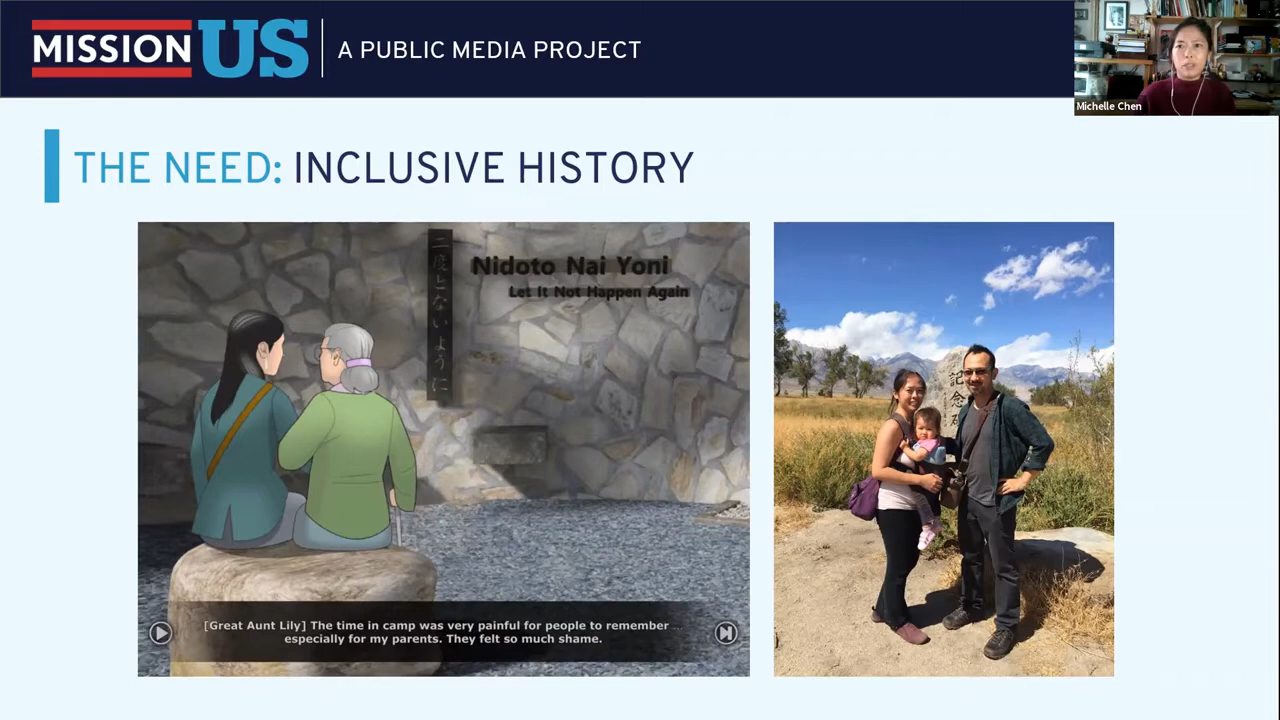 MISSION US
A PUBLIC MEDIA PROJECT
Michelle Chen
THE NEED: INCLUSIVE HISTORY
二度とないように
Nidoto Nai Yoni
Let It Not Happen Again
[Great Aunt Lily] The time in camp was very painful for people to remember ...
especially for my parents. They felt so much shame.
記
念